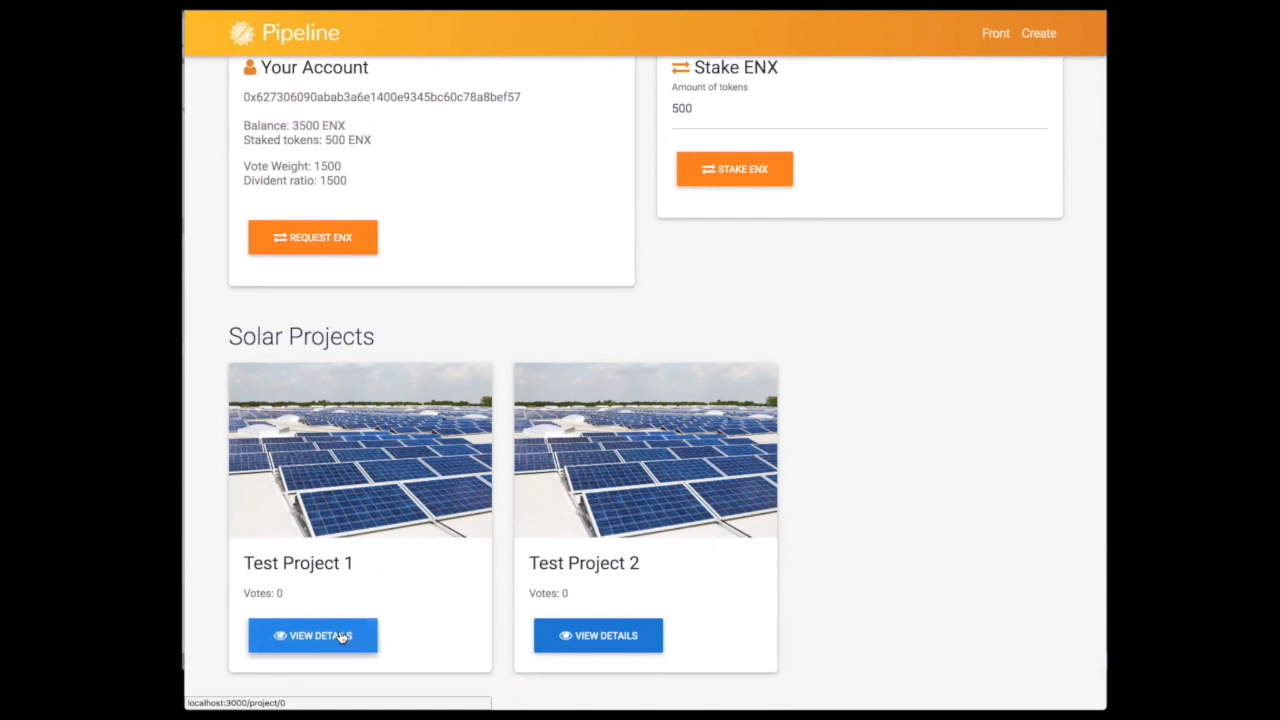 Pipeline
Front Create
Your Account
0x627306090abab3a6e1400e9345bc60c78a8bef57
Balance: 3500 ENX
Staked tokens: 500 ENX
Vote Weight: 1500
Divident ratio: 1500
REQUEST ENX
Stake ENX
Amount of tokens
500
STAKE ENX
Solar Projects
Test Project 1
Votes: 0
VIEW DETAILS
Test Project 2
Votes: 0
VIEW DETAILS
localhost:3000/project/0